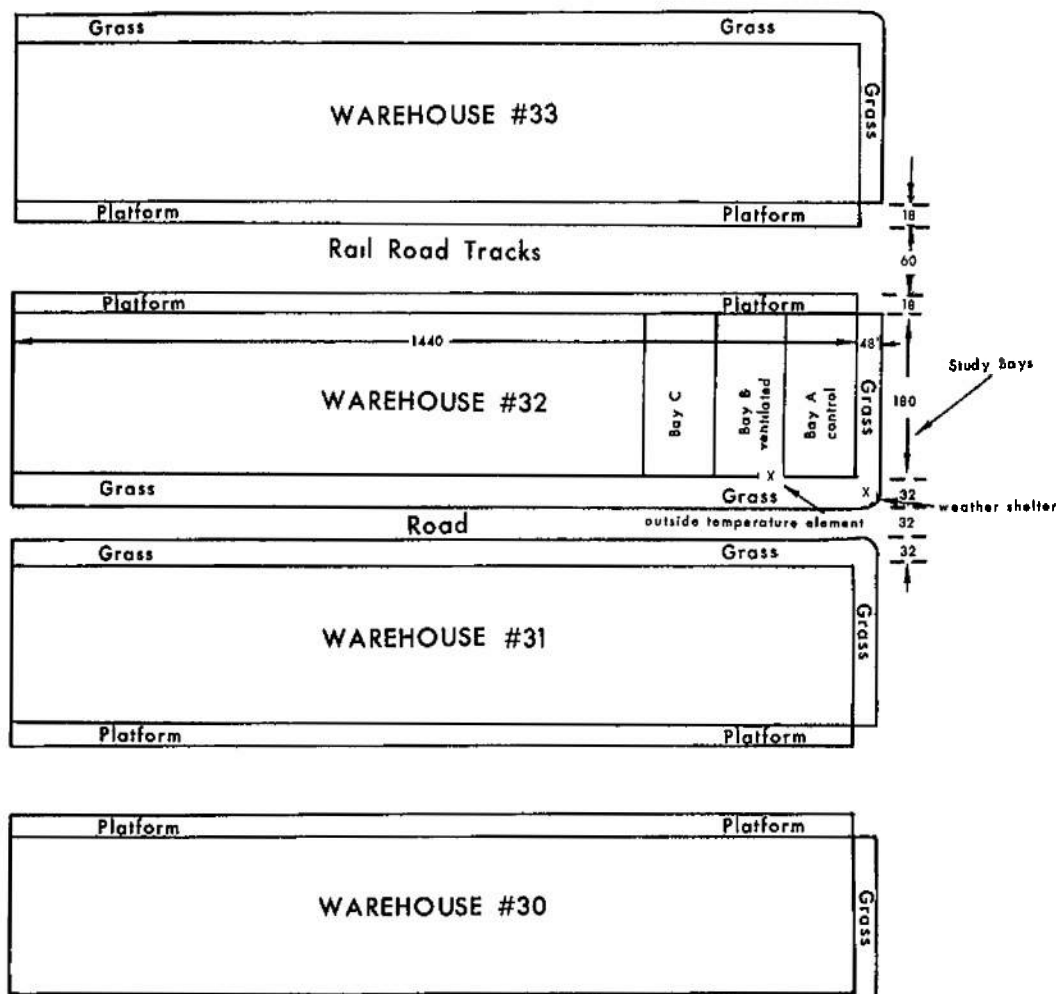 Grass Grass
WAREHOUSE #33
Grass
Platform Platform
18
Rail Road Tracks
60
Platform Platform
18
1440
48'
Study Bays
WAREHOUSE #32
Bay C
Bay B
ventilated
Bay A
control
Grass
180
X
X
Grass Grass
32
weather shelter
outside temperature element
Road
32
Grass Grass
32
WAREHOUSE #31
Grass
Platform Platform
Platform Platform
WAREHOUSE #30
Grass